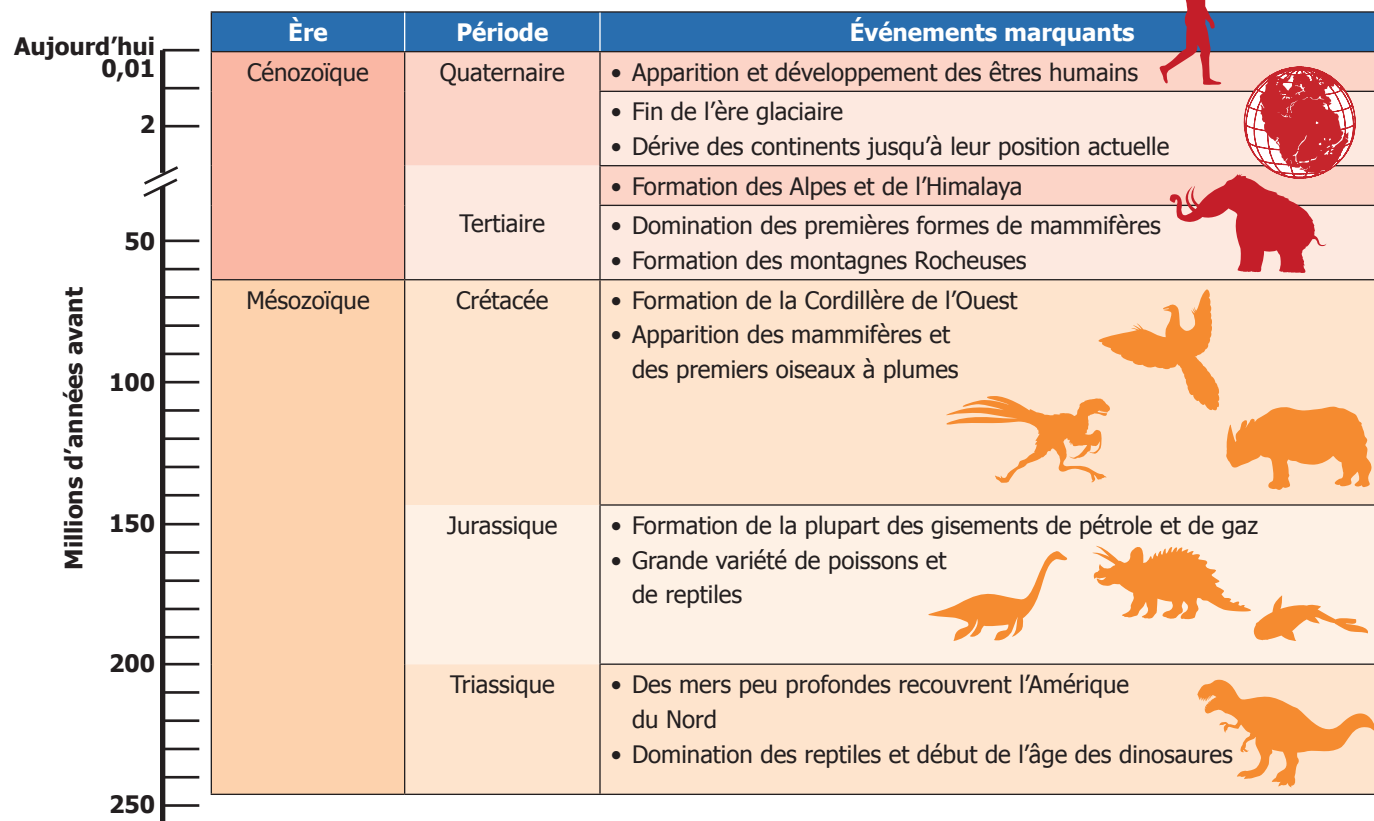 Ère Période Événements marquants
Aujourd'hui
0,01
Cénozoïque Quaternaire • Apparition et développement des êtres humains
• Fin de l'ère glaciaire
2
• Dérive des continents jusqu'à leur position actuelle
• Formation des Alpes et de l'Himalaya
Tertiaire • Domination des premières formes de mammifères
50
• Formation des montagnes Rocheuses
Mésozoïque Crétacée • Formation de la Cordillère de l'Ouest
• Apparition des mammifères et
des premiers oiseaux à plumes
100
Millions d'années avant
150
Jurassique • Formation de la plupart des gisements de pétrole et de gaz
• Grande variété de poissons et
de reptiles
200
Triassique • Des mers peu profondes recouvrent l'Amérique
du Nord
• Domination des reptiles et début de l'âge des dinosaures
250